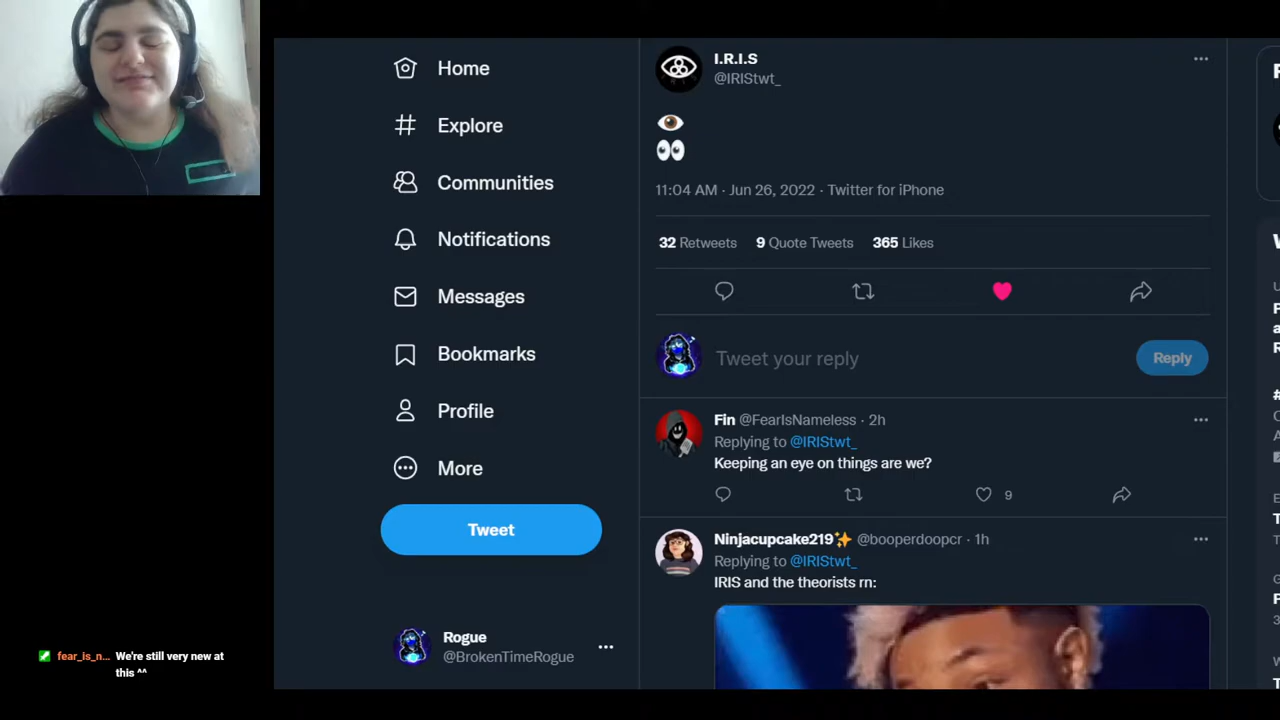 Home
Explore
Communities
Notifications
Messages
Bookmarks
Profile
More
Tweet
Rogue
@BrokenTimeRogue
fear_is_n... We're still very new at
this ^^
I.R.I.S
@IRIStwt_
👁
👀
11:04 AM · Jun 26, 2022 · Twitter for iPhone
32 Retweets 9 Quote Tweets 365 Likes
Tweet your reply
Reply
Fin @FearIsNameless · 2h
Replying to @IRIStwt_
Keeping an eye on things are we?
9
Ninjacupcake219✨ @booperdoopcr · 1h
Replying to @IRIStwt_
IRIS and the theorists rn: